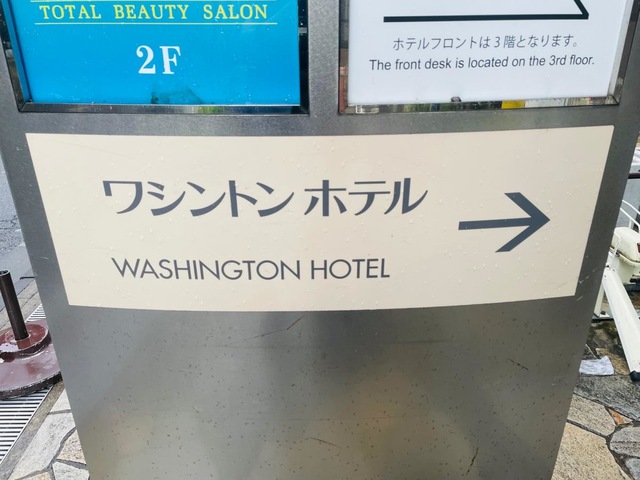 TOTAL BEAUTY SALON
2F
ホテルフロントは3階となります。
The front desk is located on the 3rd floor.
ワシントンホテル
WASHINGTON HOTEL